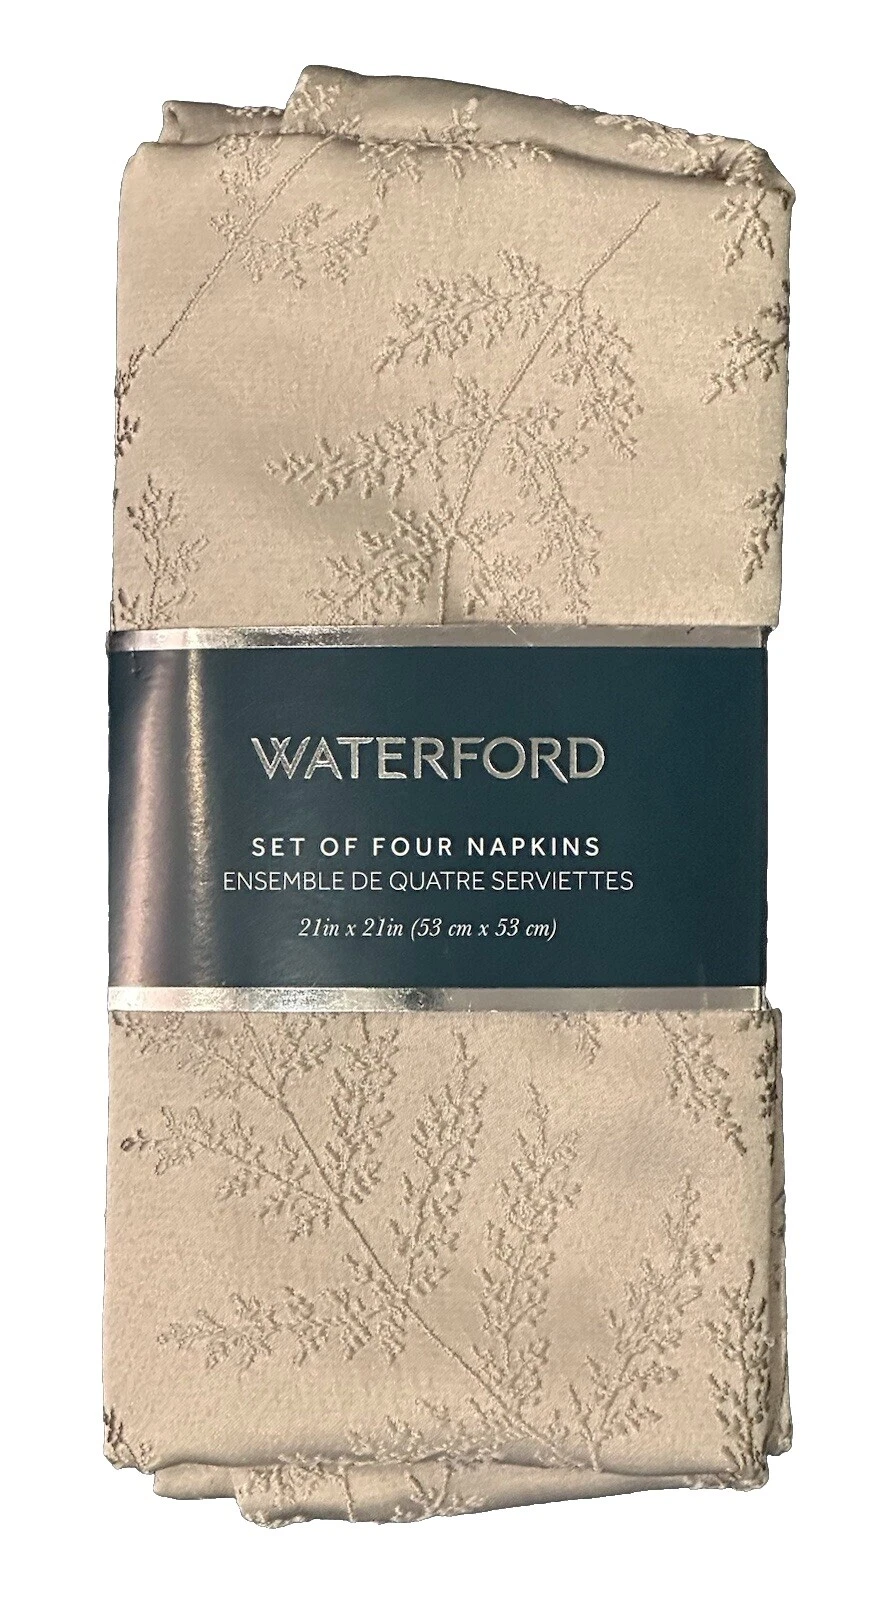 WATERFORD
SET OF FOUR NAPKINS
ENSEMBLE DE QUATRE SERVIETTES
21in x 21in (53 cm x 53 cm)